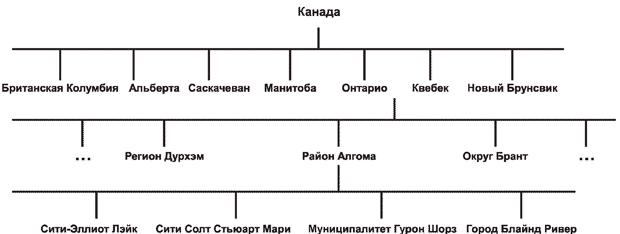 Канада
Британская Колумбия Альберта Саскачеван Манитоба Онтарио Квебек Новый Брунсвик
... Регион Дурхэм Район Алгома Округ Брант ...
Сити-Эллиот Лэйк Сити Солт Стьюарт Мари Муниципалитет Гурон Шорз Город Блайнд Ривер